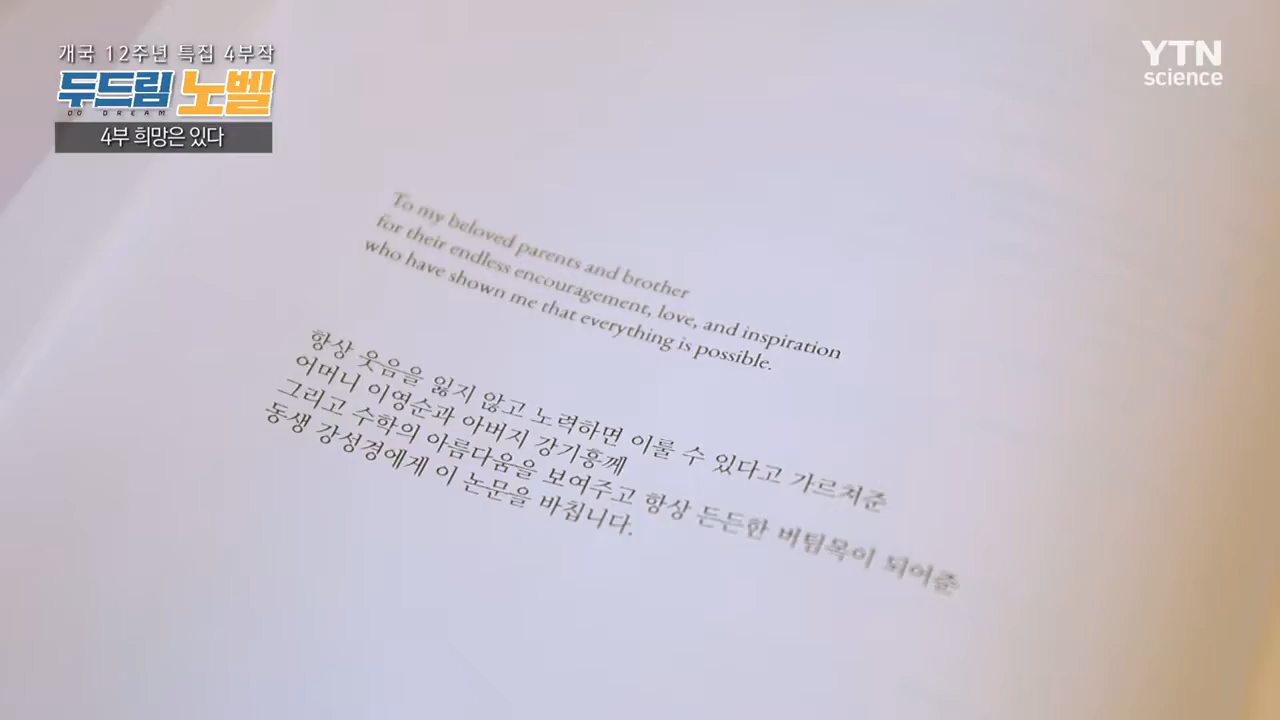 개국 12주년 특집 4부작
두드림 노벨
DO DREAM
4부 희망은 있다
YTN
science
To my beloved parents and brother
for their endless encouragement, love, and inspiration
who have shown me that everything is possible.
항상 웃음을 잃지 않고 노력하면 이룰 수 있다고 가르쳐준
어머니 이영순과 아버지 강기흥께
그리고 수학의 아름다움을 보여주고 항상 든든한 버팀목이 되어준
동생 강성경에게 이 논문을 바칩니다.